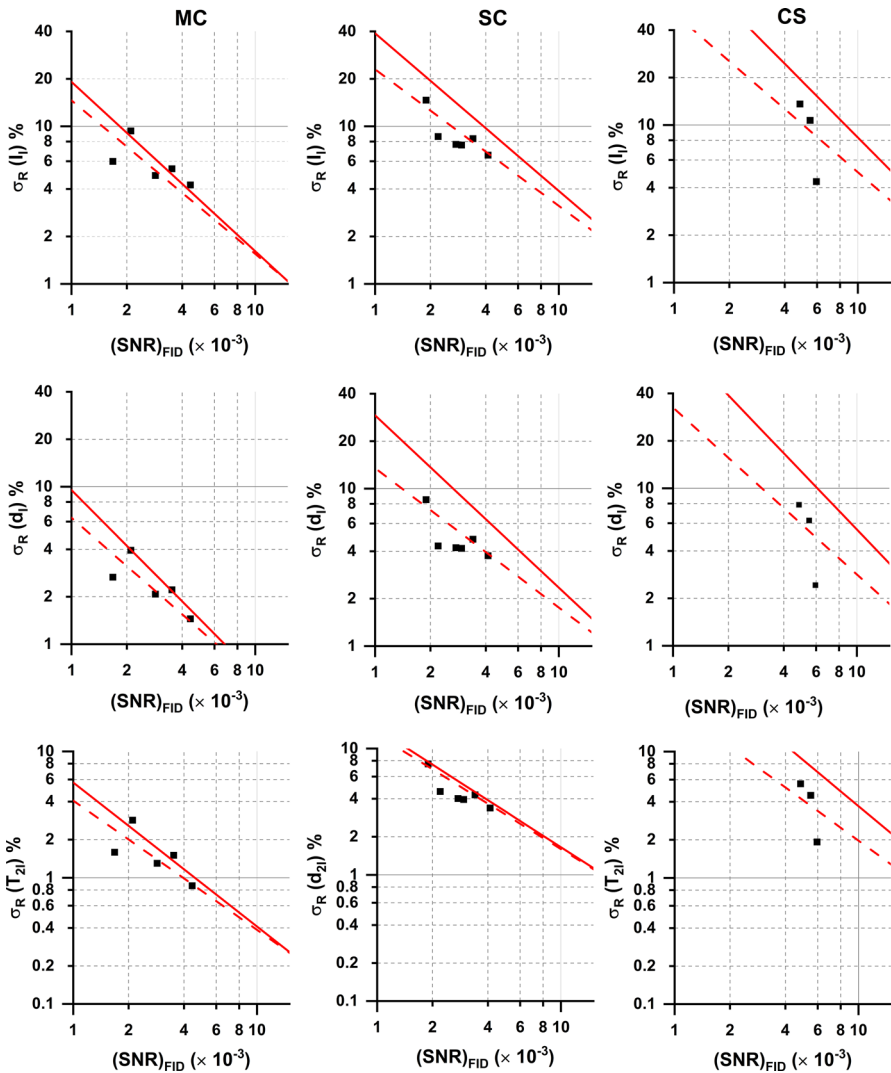 MC SC CS
40 40 40
20 20 20
10 10 10
8 8 8
6 6 6
4 4 4
2 2 2
1 1 1
σR (Il) % σR (Il) % σR (Il) %
1 2 4 6 8 10 1 2 4 6 8 10 1 2 4 6 8 10
(SNR)FID (× 10-3) (SNR)FID (× 10-3) (SNR)FID (× 10-3)
40 40 40
20 20 20
10 10 10
8 8 8
6 6 6
4 4 4
2 2 2
1 1 1
σR (dl) % σR (dl) % σR (dl) %
1 2 4 6 8 10 1 2 4 6 8 10 1 2 4 6 8 10
(SNR)FID (× 10-3) (SNR)FID (× 10-3) (SNR)FID (× 10-3)
10 10 10
8 8 8
6 6 6
4 4 4
2 2 2
1 1 1
0.8 0.8 0.8
0.6 0.6 0.6
0.4 0.4 0.4
0.2 0.2 0.2
0.1 0.1 0.1
σR (T2l) % σR (d2l) % σR (T2l) %
1 2 4 6 8 10 1 2 4 6 8 10 1 2 4 6 8 10
(SNR)FID (× 10-3) (SNR)FID (× 10-3) (SNR)FID (× 10-3)